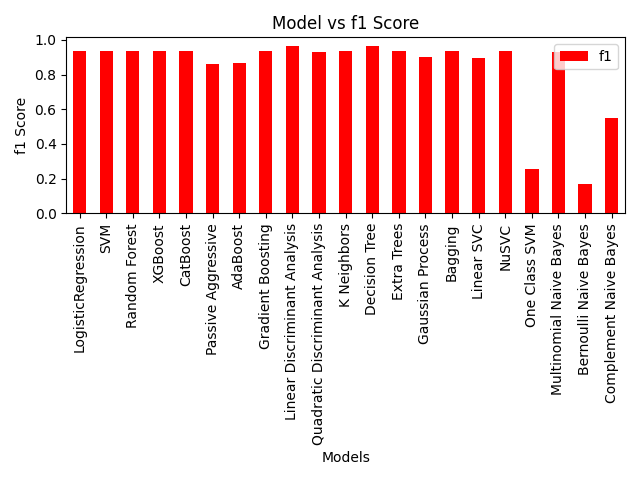 Model vs f1 Score
f1 Score
1.0
0.8
0.6
0.4
0.2
0.0
f1
LogisticRegression
SVM
Random Forest
XGBoost
CatBoost
Passive Aggressive
AdaBoost
Gradient Boosting
Linear Discriminant Analysis
Quadratic Discriminant Analysis
K Neighbors
Decision Tree
Extra Trees
Gaussian Process
Bagging
Linear SVC
NuSVC
One Class SVM
Multinomial Naive Bayes
Bernoulli Naive Bayes
Complement Naive Bayes
Models